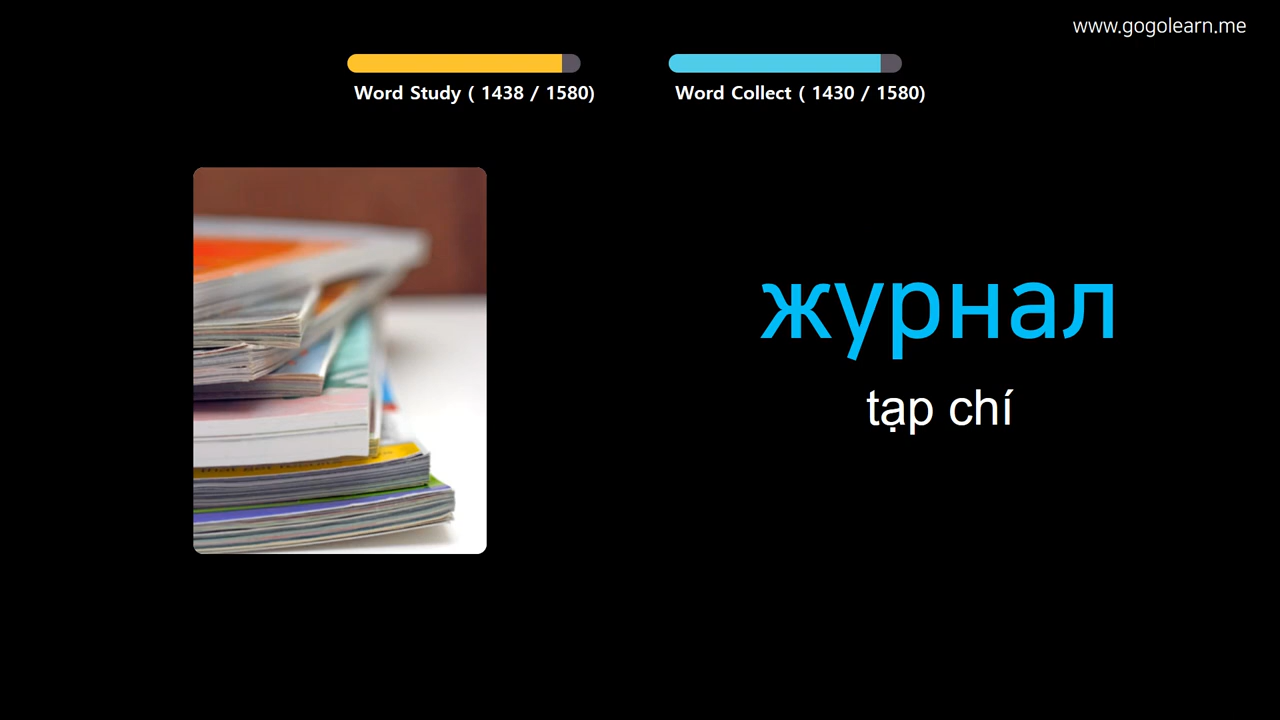 www.gogolearn.me
Word Study ( 1438 / 1580)
Word Collect ( 1430 / 1580)
журнал
tạp chí